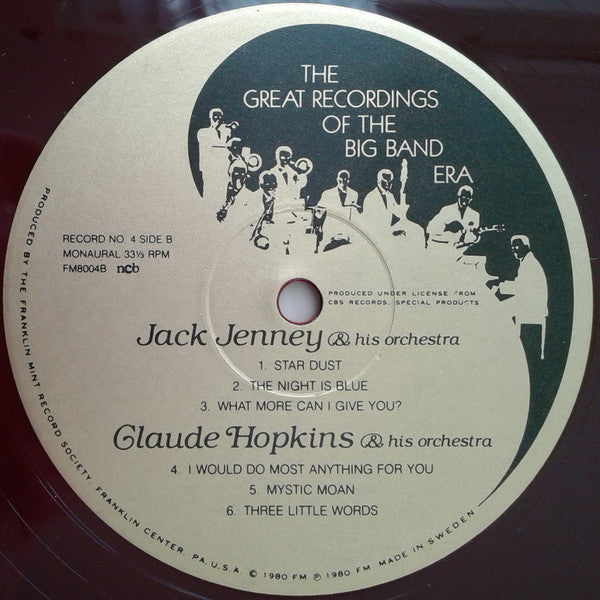 THE
GREAT RECORDINGS
OF THE
BIG BAND
ERA
RECORD NO. 4 SIDE B
MONAURAL 33⅓ RPM
FM8004B ncb
PRODUCED UNDER LICENSE FROM
CBS RECORDS, SPECIAL PRODUCTS
Jack Jenney & his orchestra
1. STAR DUST
2. THE NIGHT IS BLUE
3. WHAT MORE CAN I GIVE YOU?
Claude Hopkins & his orchestra
4. I WOULD DO MOST ANYTHING FOR YOU
5. MYSTIC MOAN
6. THREE LITTLE WORDS
PRODUCED BY THE FRANKLIN MINT RECORD SOCIETY, FRANKLIN CENTER, PA. U.S.A. © 1980 FM ℗ 1980 FM MADE IN SWEDEN